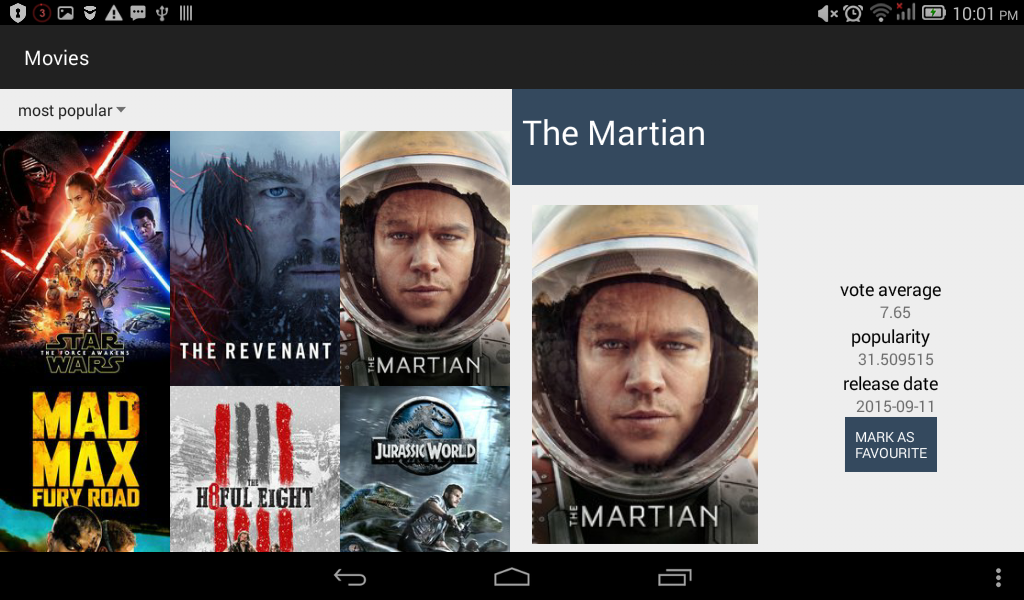 3
10:01 PM
Movies
most popular
The Martian
STAR
THE FORCE AWAKENS
WARS
THE REVENANT
THE MARTIAN
MAD
MAX
FURY ROAD
THE
H8FUL EIGHT
JURASSIC WORLD
THE MARTIAN
vote average
7.65
popularity
31.509515
release date
2015-09-11
MARK AS
FAVOURITE